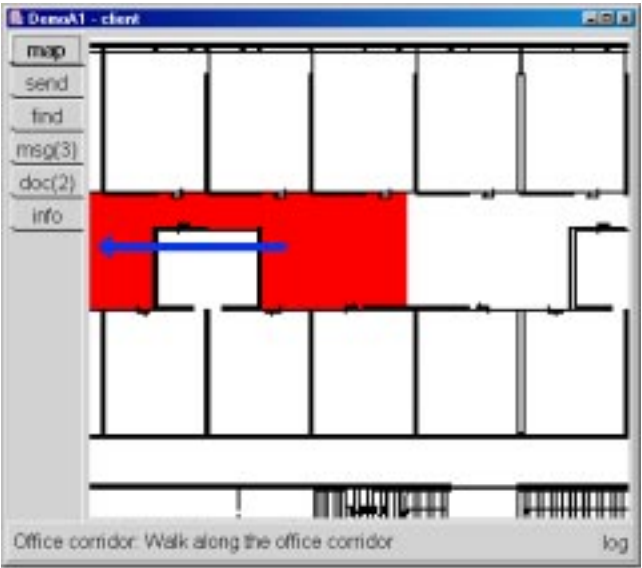 DemoA1 - client
map
send
find
msg(3)
doc(2)
info
Office corridor: Walk along the office corridor
log